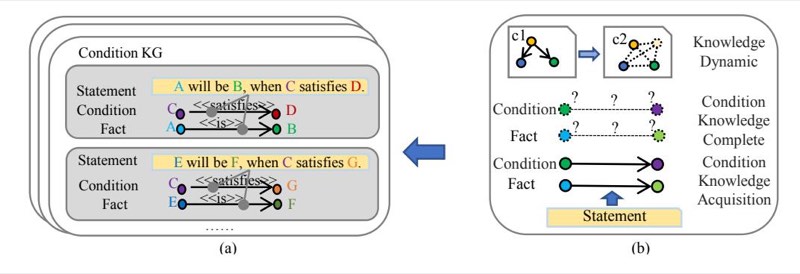 Condition KG
Statement
A will be B, when C satisfies D.
Condition
C
<<satisfies>>
D
Fact
A
<<is>>
B
Statement
E will be F, when C satisfies G.
Condition
C
<<satisfies>>
G
Fact
E
<<is>>
F
......
(a)
c1
c2
Knowledge
Dynamic
Condition
? ? ?
Fact
? ? ?
Condition
Knowledge
Complete
Condition
Fact
Condition
Knowledge
Acquisition
Statement
(b)